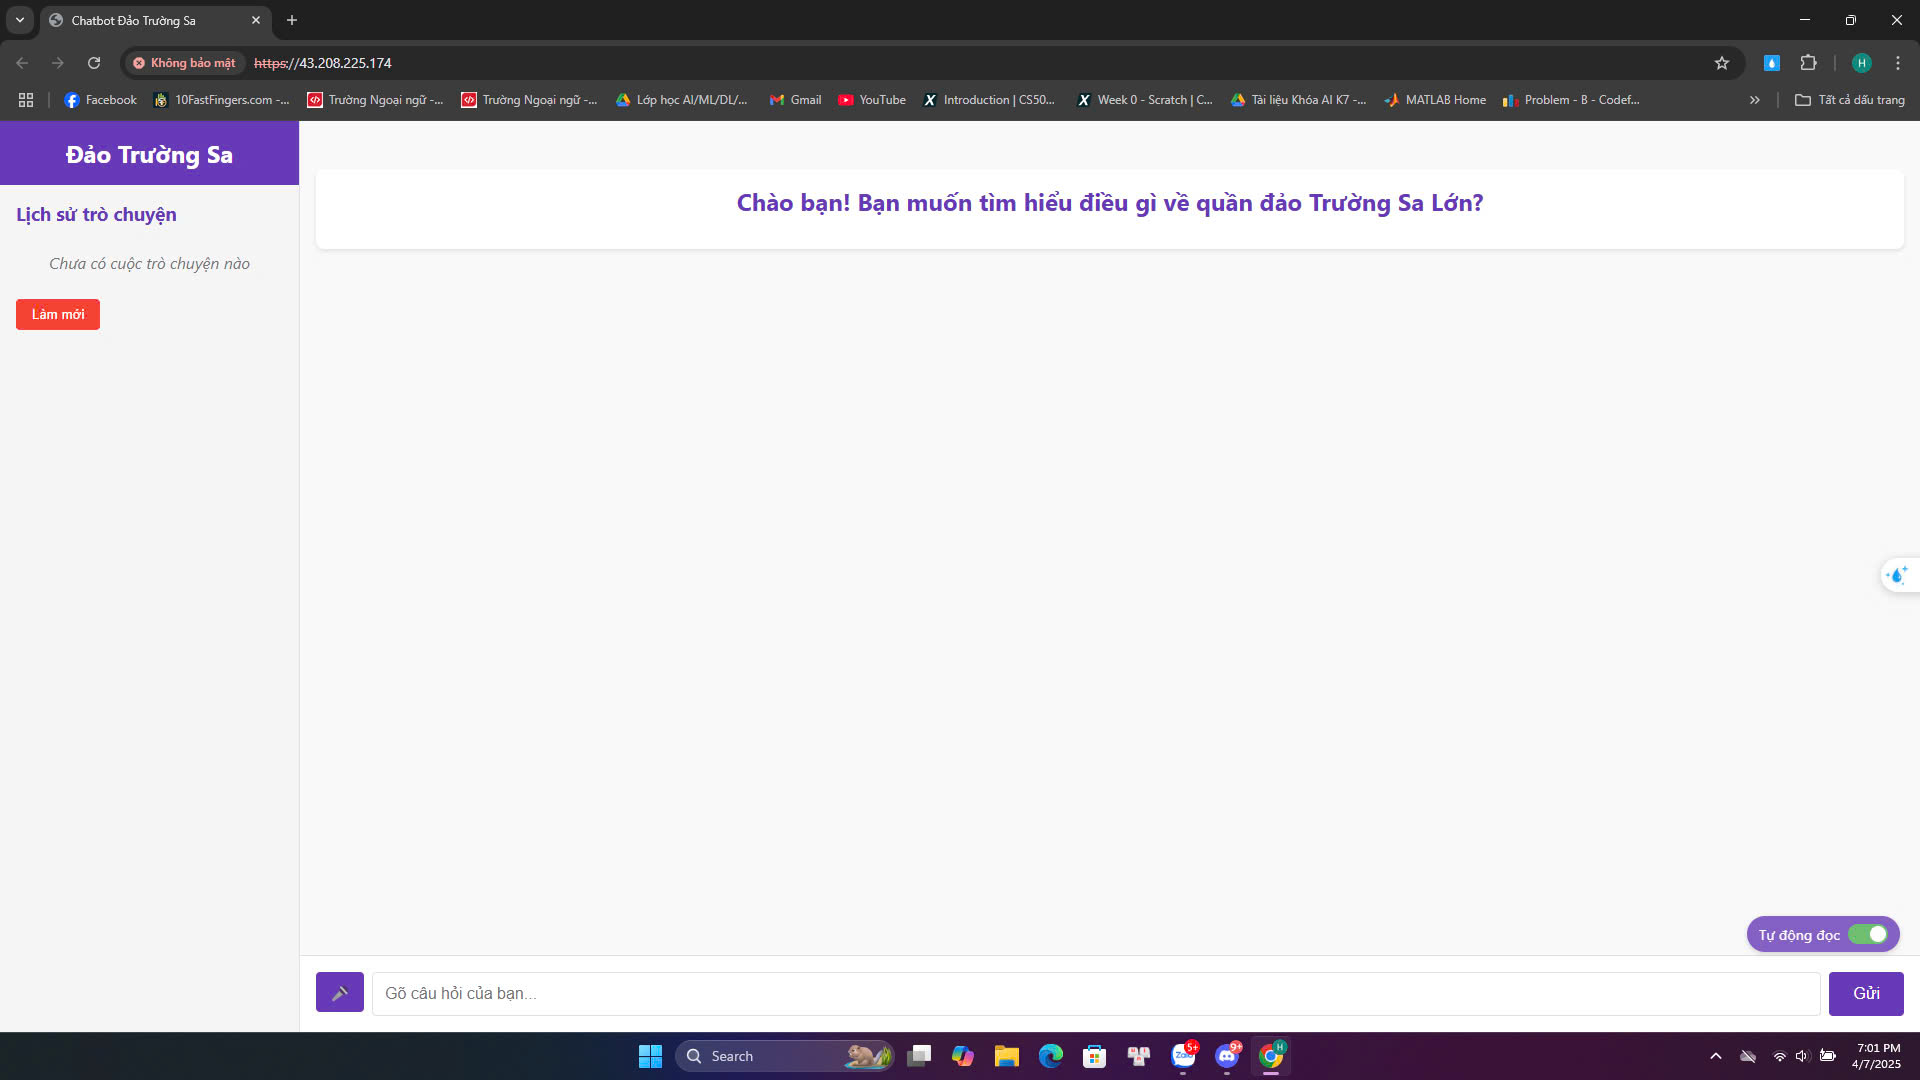 Chatbot Đảo Trường Sa
Không bảo mật
https://43.208.225.174
Facebook
10FastFingers.com -...
Trường Ngoại ngữ -...
Trường Ngoại ngữ -...
Lớp học AI/ML/DL/...
Gmail
YouTube
Introduction | CS50...
Week 0 - Scratch | C...
Tài liệu Khóa AI K7 -...
MATLAB Home
Problem - B - Codef...
Tất cả dấu trang
H
Đảo Trường Sa
Lịch sử trò chuyện
Chưa có cuộc trò chuyện nào
Làm mới
Chào bạn! Bạn muốn tìm hiểu điều gì về quần đảo Trường Sa Lớn?
Tự động đọc
Gõ câu hỏi của bạn...
Gửi
Search
Zalo
5+
9+
H
7:01 PM
4/7/2025